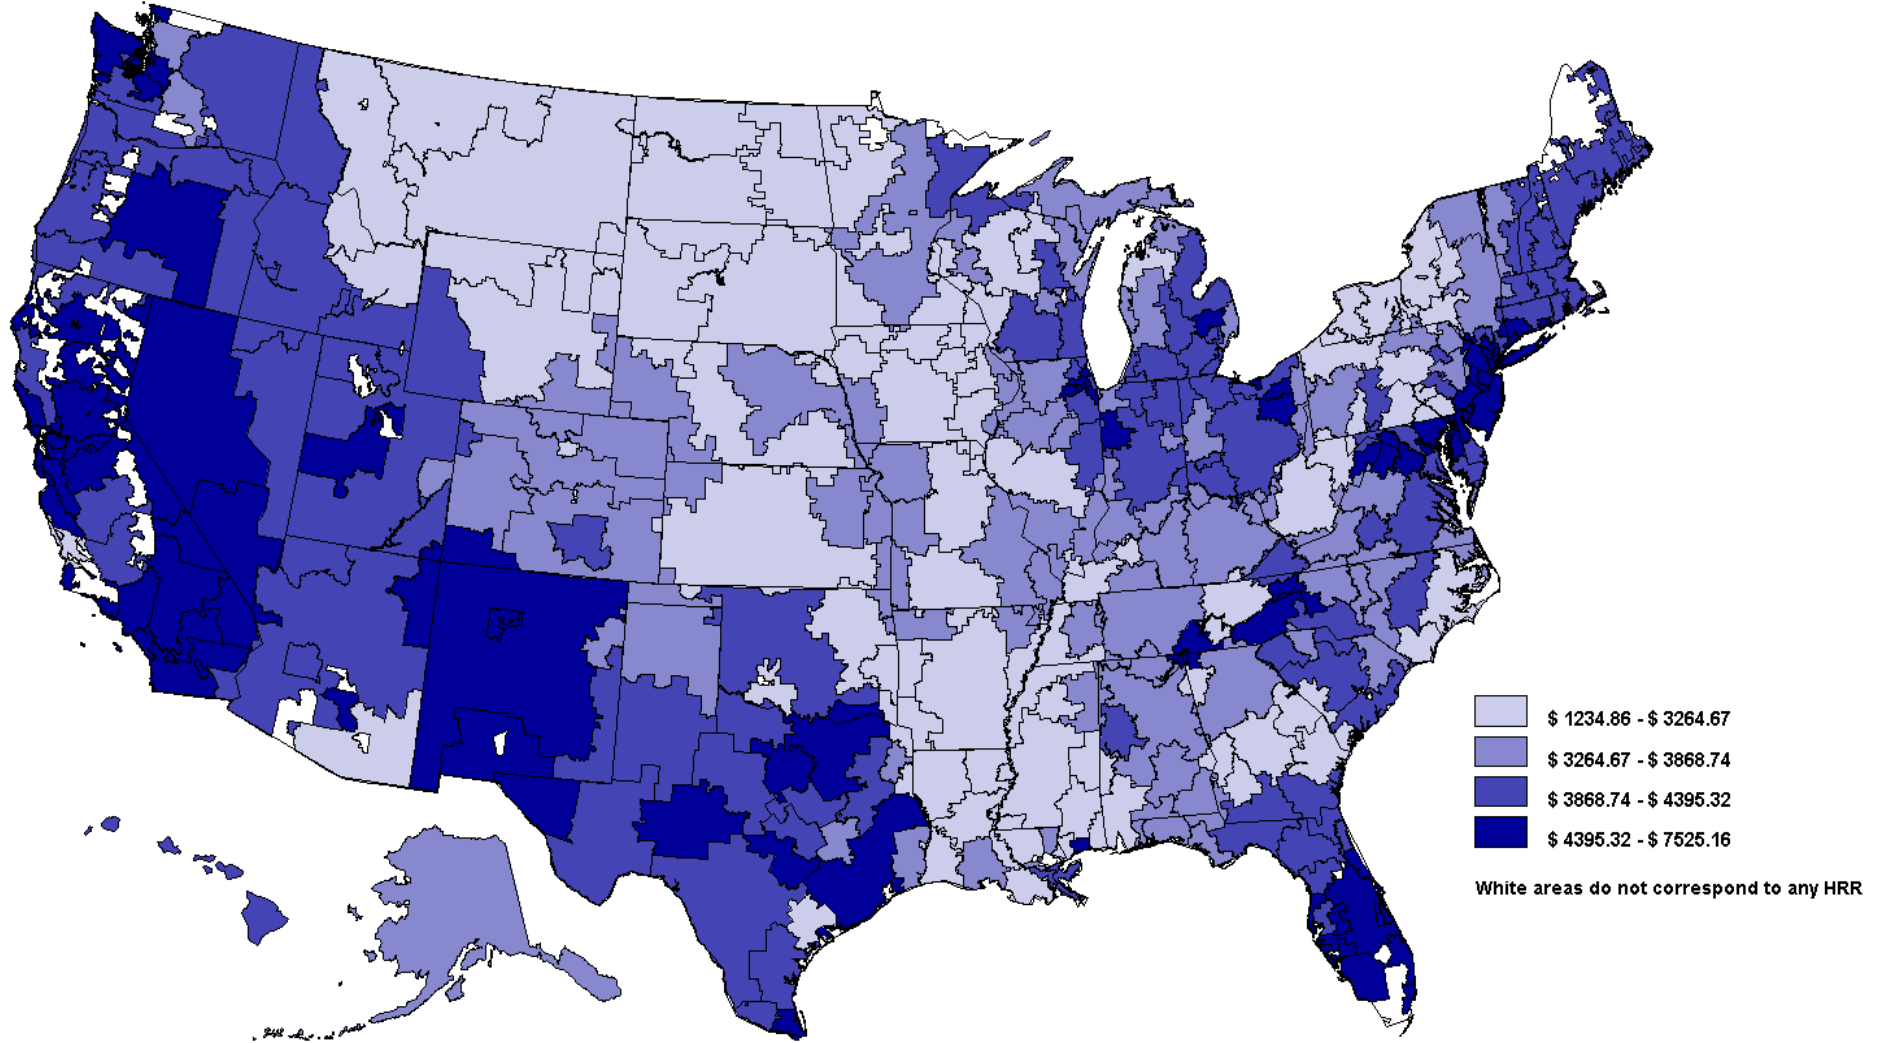 $ 1234.86 - $ 3264.67
$ 3264.67 - $ 3868.74
$ 3868.74 - $ 4395.32
$ 4395.32 - $ 7525.16
White areas do not correspond to any HRR